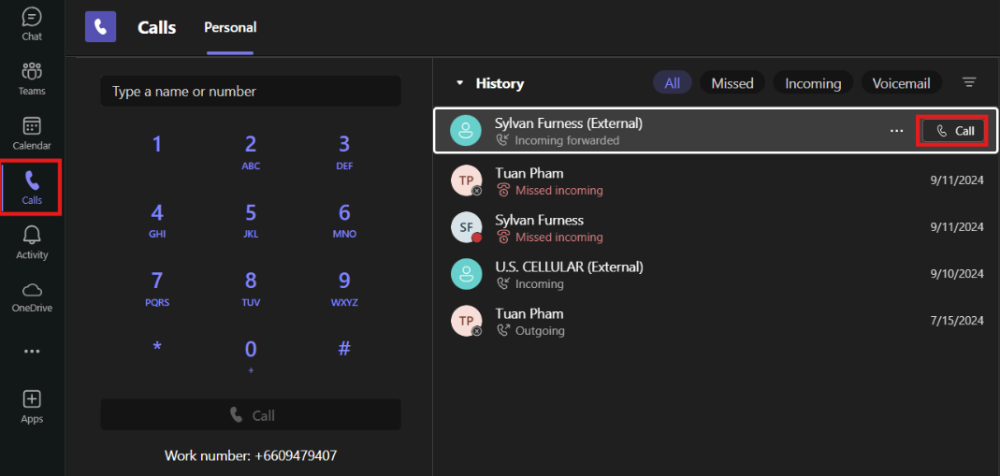 Chat
Teams
Calendar
Calls
Activity
OneDrive
Apps
Calls Personal
Type a name or number
1 2 3
ABC DEF
4 5 6
GHI JKL MNO
7 8 9
PQRS TUV WXYZ
* 0 #
+
Call
Work number: +6609479407
History All Missed Incoming Voicemail
Sylvan Furness (External)
Incoming forwarded
... Call
TP Tuan Pham
Missed incoming
9/11/2024
SF Sylvan Furness
Missed incoming
9/11/2024
U.S. CELLULAR (External)
Incoming
9/10/2024
TP Tuan Pham
Outgoing
7/15/2024